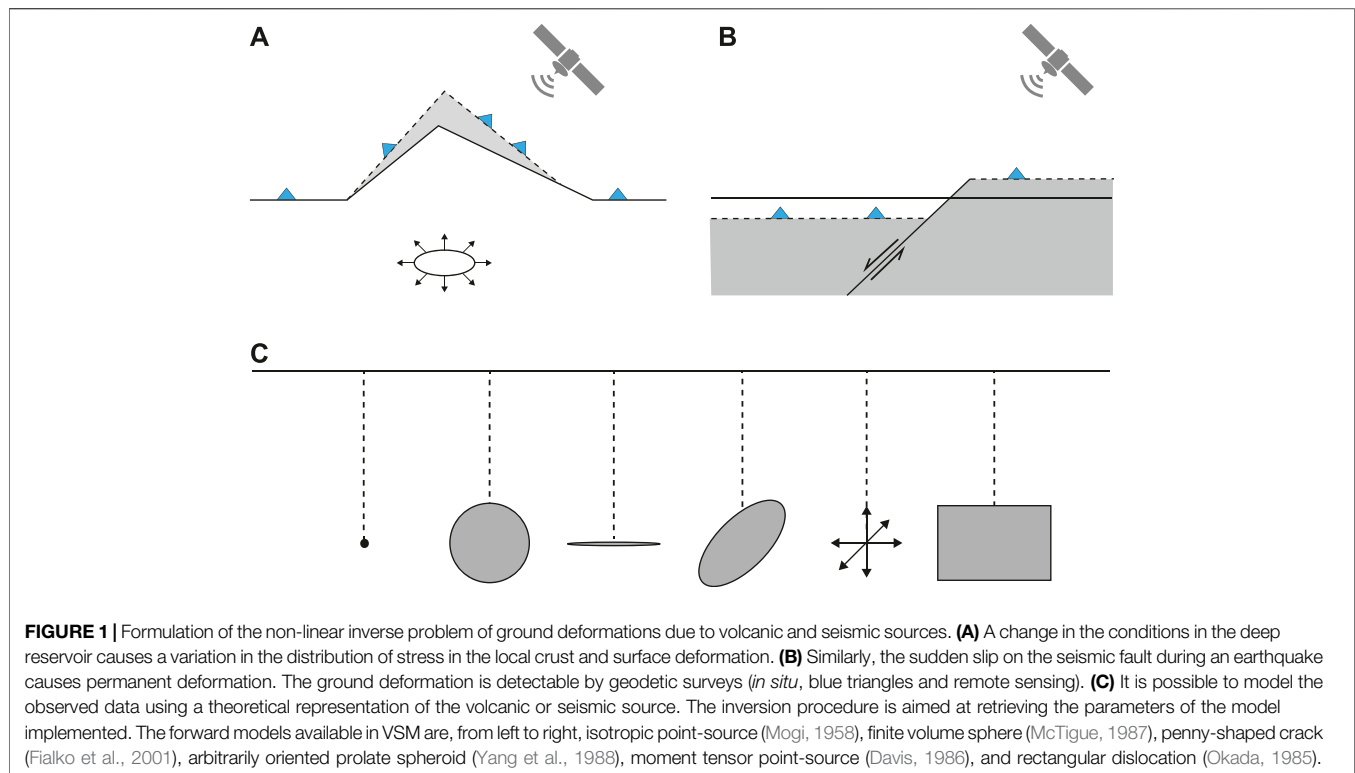 A
B
C
FIGURE 1 | Formulation of the non-linear inverse problem of ground deformations due to volcanic and seismic sources. (A) A change in the conditions in the deep
reservoir causes a variation in the distribution of stress in the local crust and surface deformation. (B) Similarly, the sudden slip on the seismic fault during an earthquake
causes permanent deformation. The ground deformation is detectable by geodetic surveys (in situ, blue triangles and remote sensing). (C) It is possible to model the
observed data using a theoretical representation of the volcanic or seismic source. The inversion procedure is aimed at retrieving the parameters of the model
implemented. The forward models available in VSM are, from left to right, isotropic point-source (Mogi, 1958), finite volume sphere (McTigue, 1987), penny-shaped crack
(Fialko et al., 2001), arbitrarily oriented prolate spheroid (Yang et al., 1988), moment tensor point-source (Davis, 1986), and rectangular dislocation (Okada, 1985).